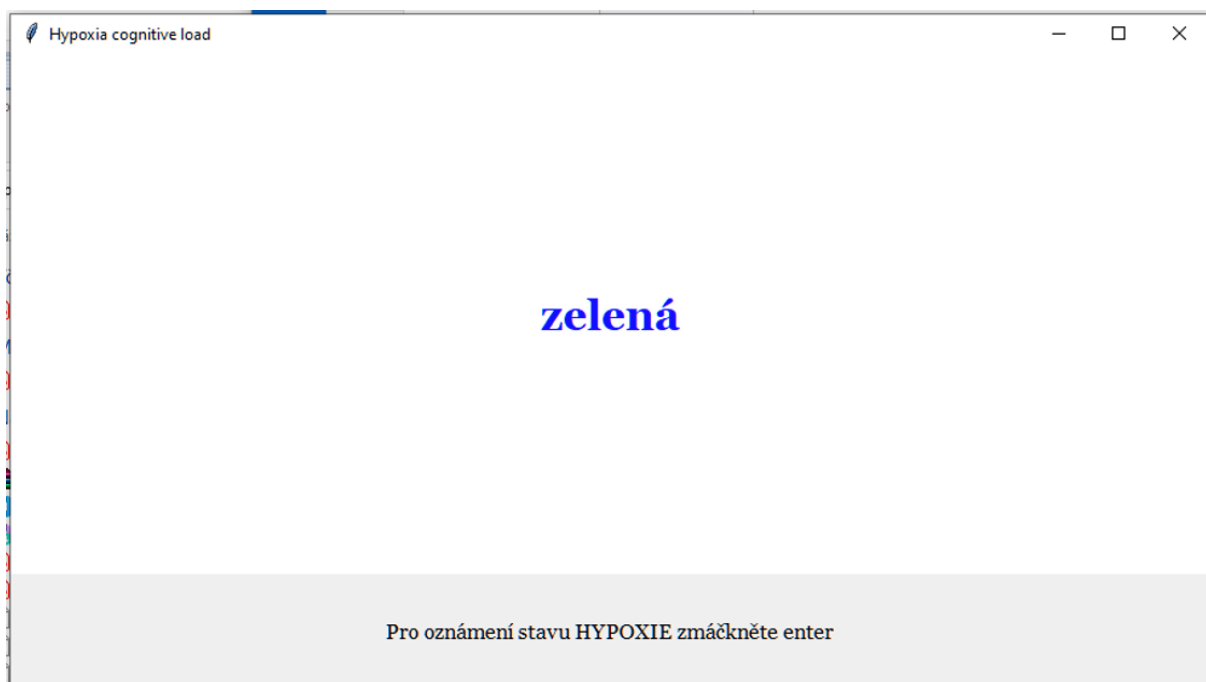 Hypoxia cognitive load
zelená
Pro oznámení stavu HYPOXIE zmáčkněte enter